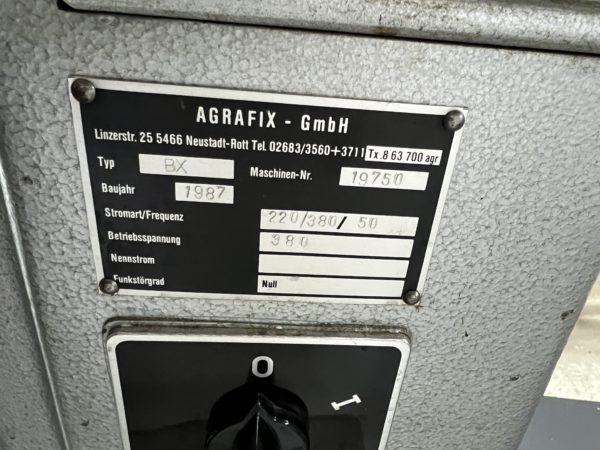 AGRAFIX - GmbH
Linzerstr. 25 5466 Neustadt-Rott Tel. 02683/3560+3711 Tx. 8 63 700 agr
Typ BX Maschinen-Nr. 19750
Baujahr 1987
Stromart/Frequenz 220/380/ 50
Betriebsspannung 380
Nennstrom
Funkstörgrad Null
O
I